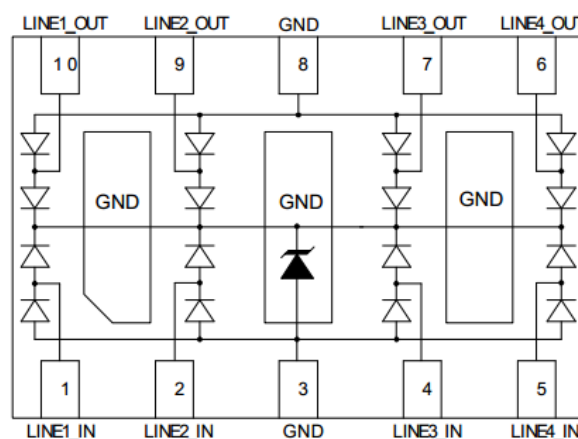 LINE1_OUT LINE2_OUT GND LINE3_OUT LINE4_OUT
10 9 8 7 6
GND GND GND
1 2 3 4 5
LINE1_IN LINE2_IN GND LINE3_IN LINE4_IN